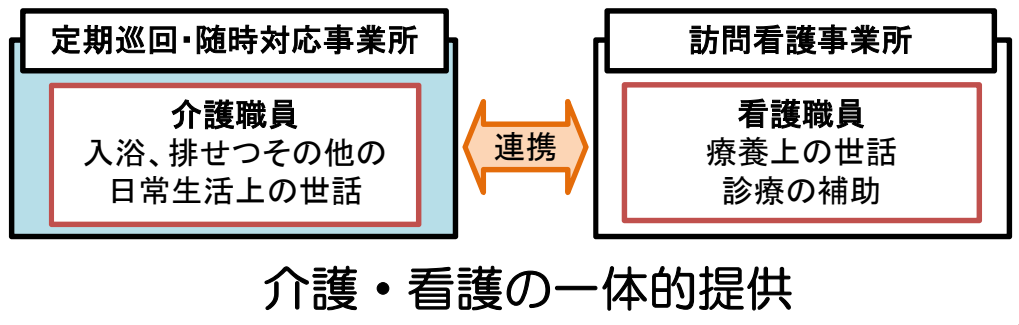 定期巡回・随時対応事業所
介護職員
入浴、排せつその他の
日常生活上の世話
連携
訪問看護事業所
看護職員
療養上の世話
診療の補助
介護・看護の一体的提供